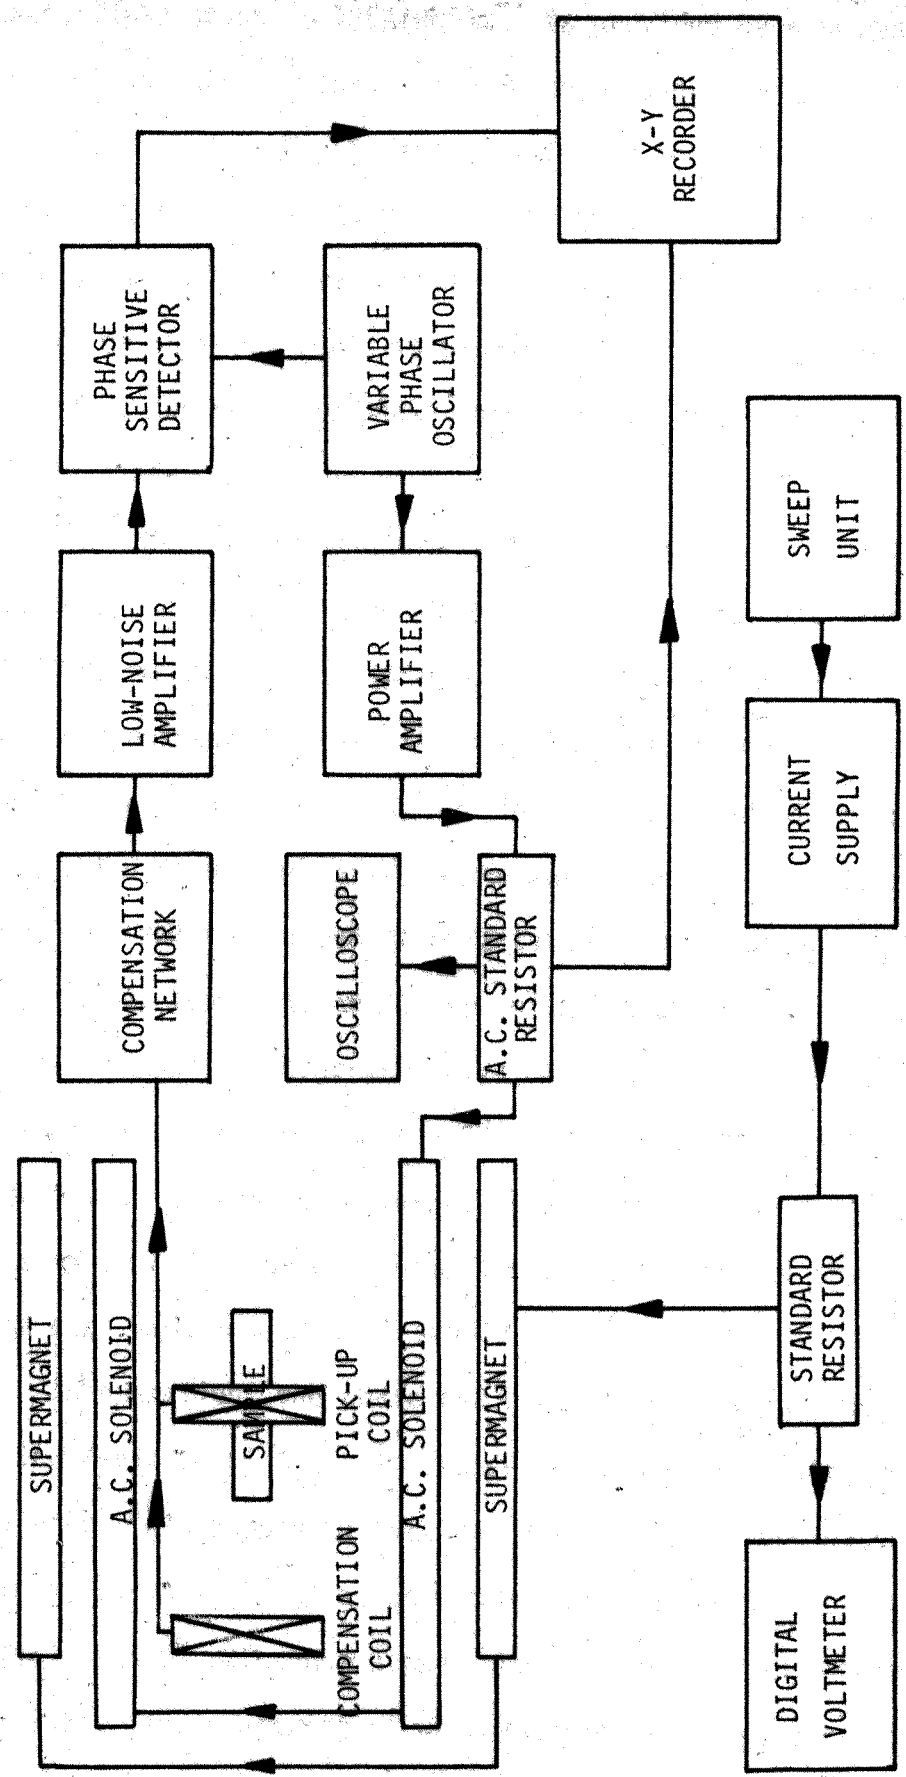 SUPERMAGNET
A.C. SOLENOID
COMPENSATION
COIL
SAMPLE
PICK-UP
COIL
A.C. SOLENOID
SUPERMAGNET
COMPENSATION
NETWORK
LOW-NOISE
AMPLIFIER
PHASE
SENSITIVE
DETECTOR
OSCILLOSCOPE
A.C. STANDARD
RESISTOR
POWER
AMPLIFIER
VARIABLE
PHASE
OSCILLATOR
X-Y
RECORDER
DIGITAL
VOLTMETER
STANDARD
RESISTOR
CURRENT
SUPPLY
SWEEP
UNIT